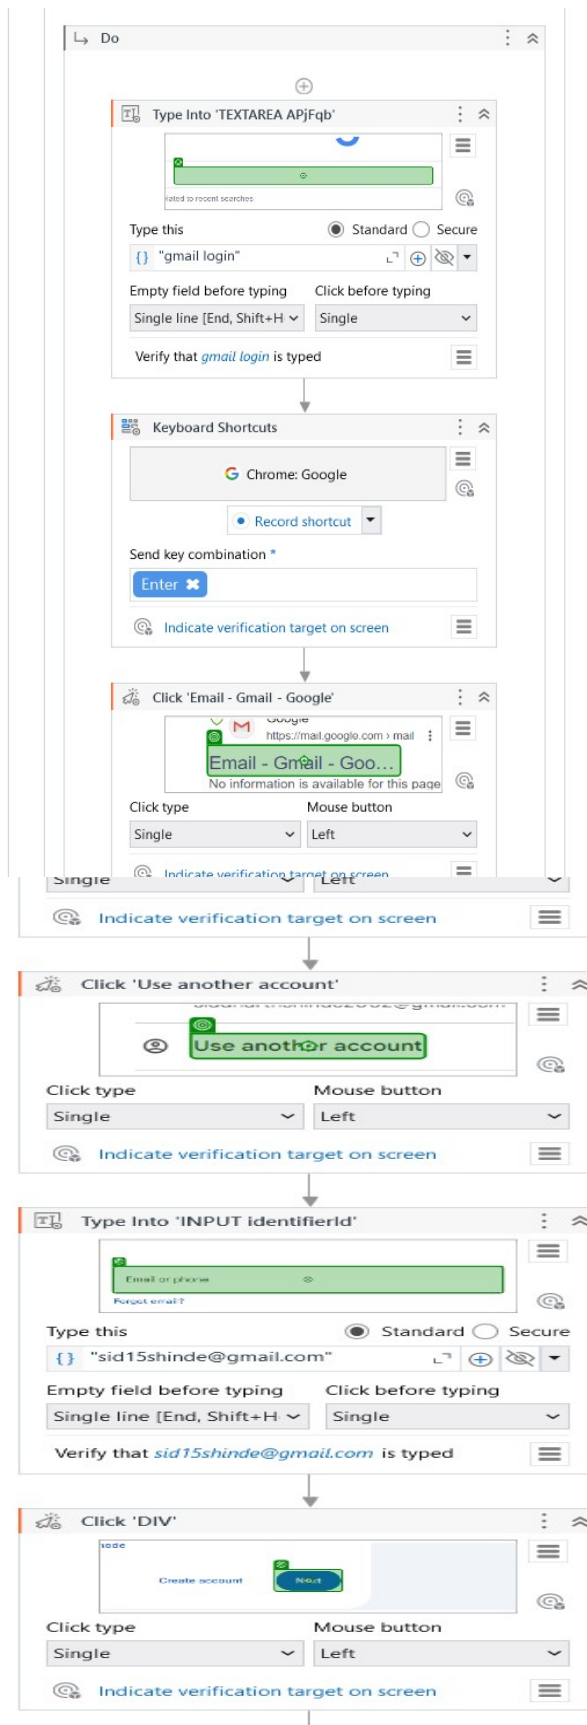 Do
Type Into 'TEXTAREA APjFqb'
lated to recent searches
Type this Standard Secure
{} "gmail login"
Empty field before typing Click before typing
Single line [End, Shift+H Single
Verify that gmail login is typed
Keyboard Shortcuts
Chrome: Google
Record shortcut
Send key combination *
Enter
Indicate verification target on screen
Click 'Email - Gmail - Google'
Google
https://mail.google.com › mail
Email - Gmail - Goo...
No information is available for this page
Click type Mouse button
Single Left
Indicate verification target on screen
Single Left
Indicate verification target on screen
Click 'Use another account'
Use another account
Click type Mouse button
Single Left
Indicate verification target on screen
Type Into 'INPUT identifierId'
Email or phone
Forgot email?
Type this Standard Secure
{} "sid15shinde@gmail.com"
Empty field before typing Click before typing
Single line [End, Shift+H Single
Verify that sid15shinde@gmail.com is typed
Click 'DIV'
Create account Next
Click type Mouse button
Single Left
Indicate verification target on screen